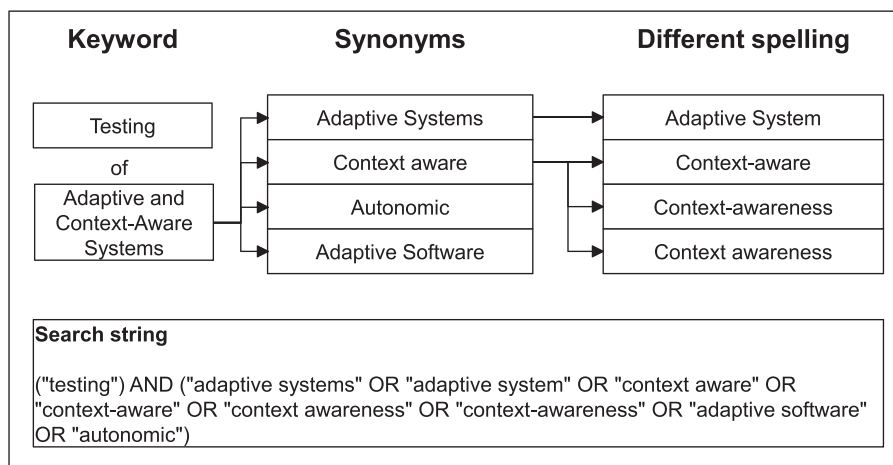 Keyword
Synonyms
Different spelling
Testing
of
Adaptive and
Context-Aware
Systems
Adaptive Systems
Context aware
Autonomic
Adaptive Software
Adaptive System
Context-aware
Context-awareness
Context awareness
Search string
("testing") AND ("adaptive systems" OR "adaptive system" OR "context aware" OR
"context-aware" OR "context awareness" OR "context-awareness" OR "adaptive software"
OR "autonomic")